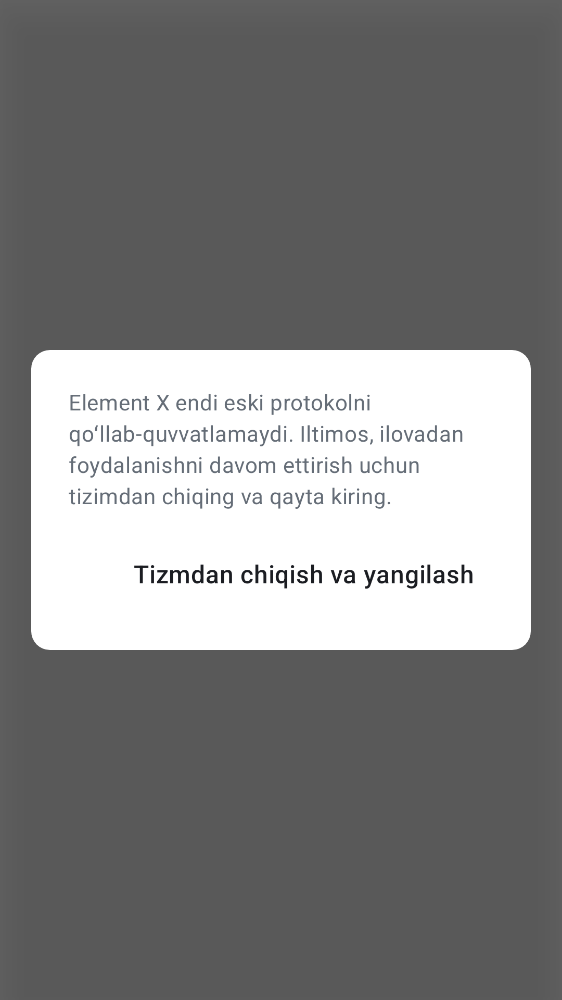 Element X endi eski protokolni
qo‘llab-quvvatlamaydi. Iltimos, ilovadan
foydalanishni davom ettirish uchun
tizimdan chiqing va qayta kiring.
Tizmdan chiqish va yangilash